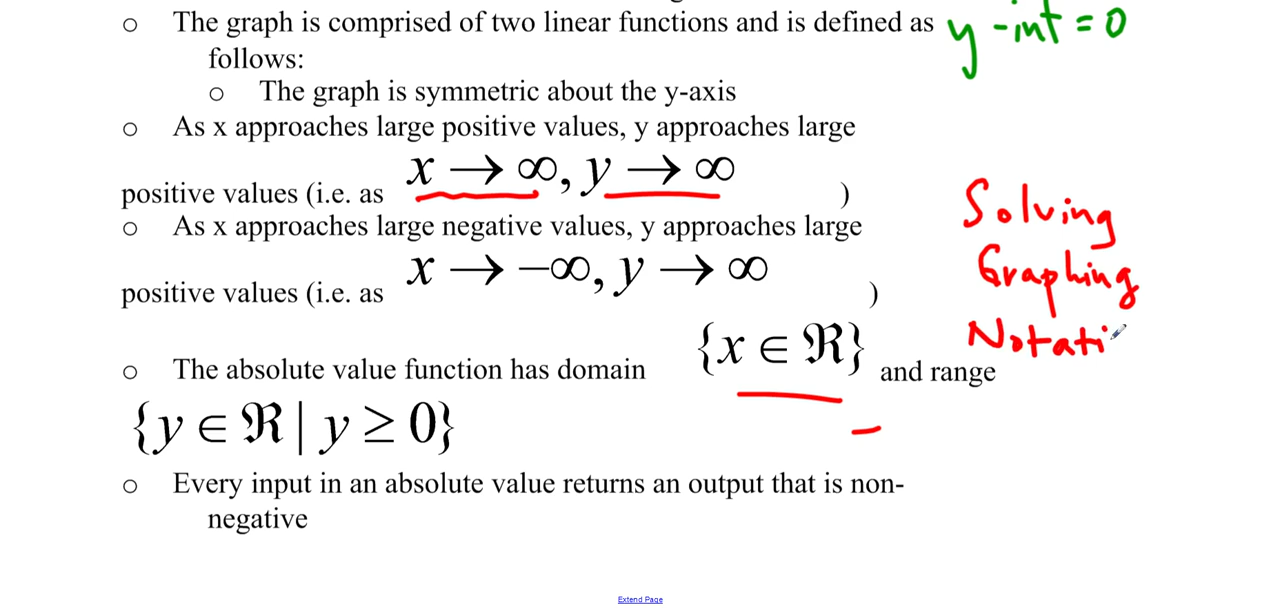 o The graph is comprised of two linear functions and is defined as
y-int = 0
follows:
o The graph is symmetric about the y-axis
o As x approaches large positive values, y approaches large
positive values (i.e. as x → ∞, y → ∞ )
o As x approaches large negative values, y approaches large
positive values (i.e. as x → −∞, y → ∞ )
Solving
Graphing
Notati
o The absolute value function has domain {x ∈ ℜ} and range
{y ∈ ℜ | y ≥ 0}
o Every input in an absolute value returns an output that is non-
negative
Extend Page